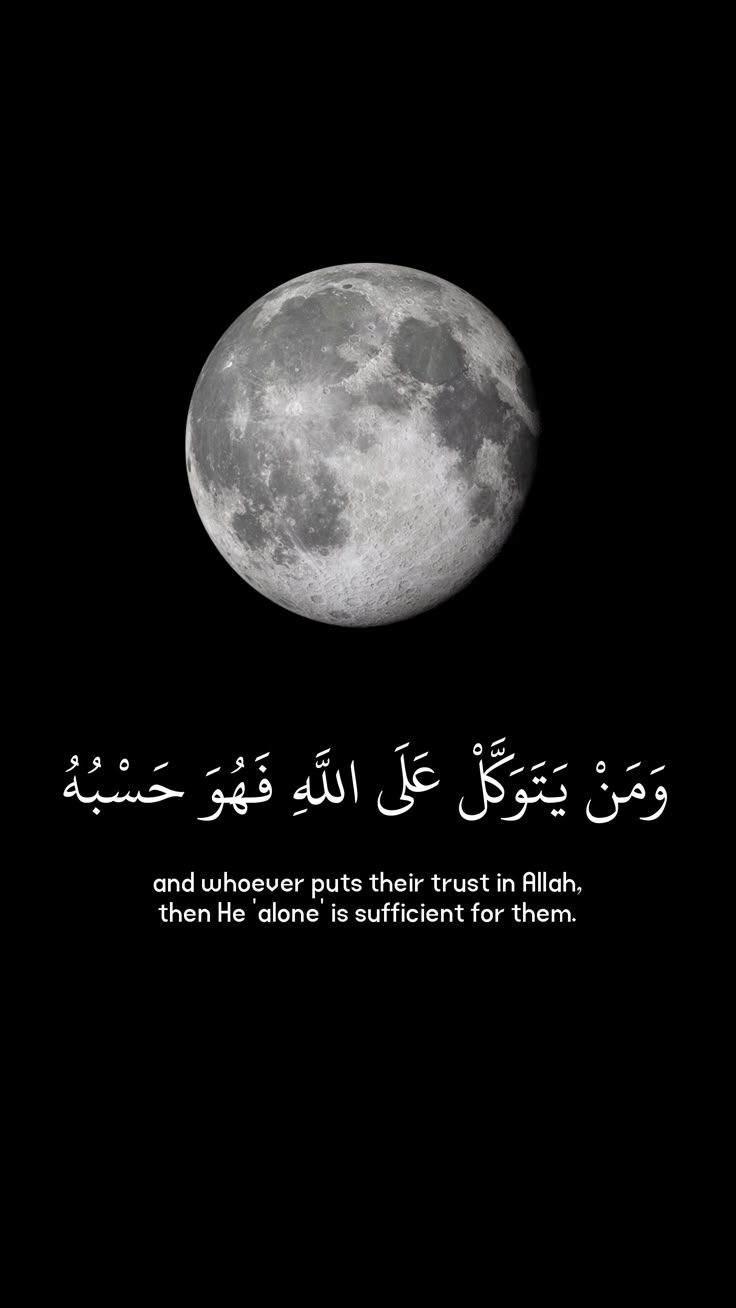 وَمَنْ يَتَوَكَّلْ عَلَى اللَّهِ فَهُوَ حَسْبُهُ
and whoever puts their trust in Allah,
then He 'alone' is sufficient for them.